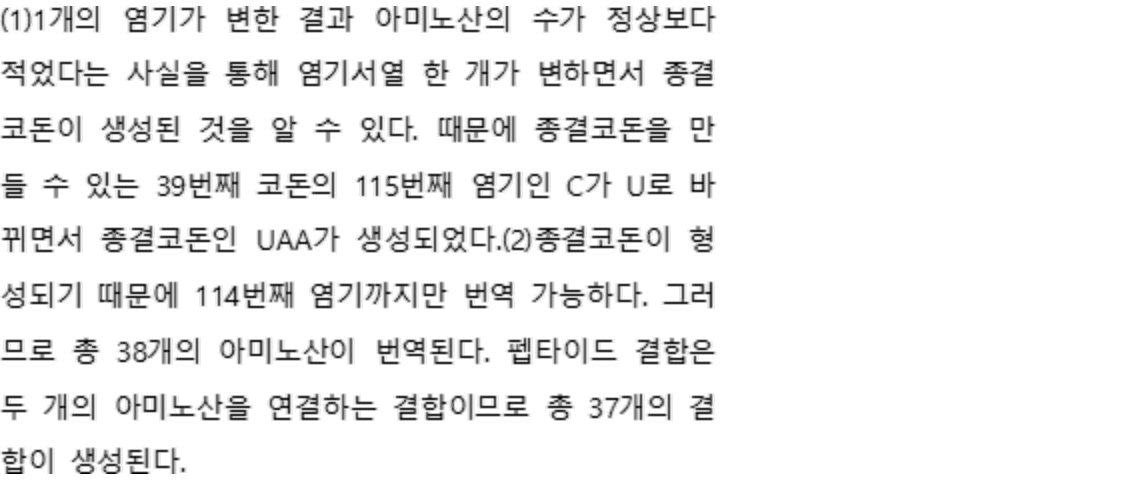 (1)1개의 염기가 변한 결과 아미노산의 수가 정상보다
적었다는 사실을 통해 염기서열 한 개가 변하면서 종결
코돈이 생성된 것을 알 수 있다. 때문에 종결코돈을 만
들 수 있는 39번째 코돈의 115번째 염기인 C가 U로 바
뀌면서 종결코돈인 UAA가 생성되었다.(2)종결코돈이 형
성되기 때문에 114번째 염기까지만 번역 가능하다. 그러
므로 총 38개의 아미노산이 번역된다. 펩타이드 결합은
두 개의 아미노산을 연결하는 결합이므로 총 37개의 결
합이 생성된다.